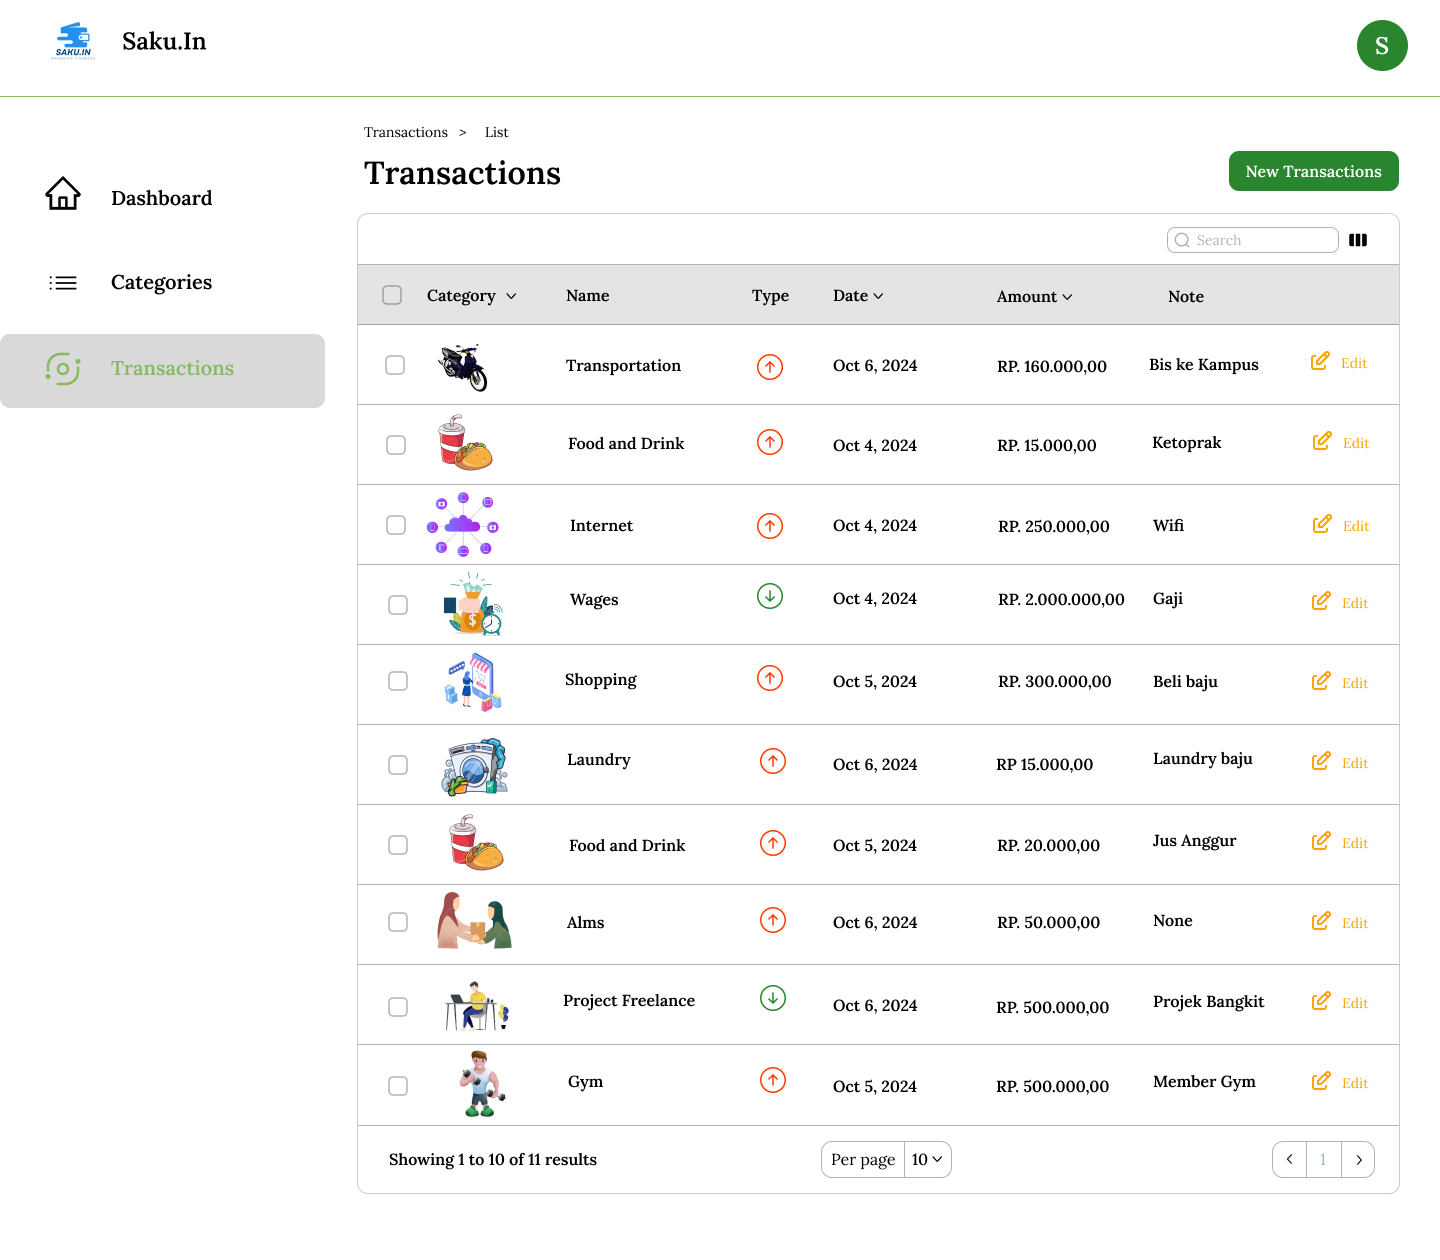 SAKU.IN
Saku.In
S
Transactions > List
Transactions
New Transactions
Dashboard
Categories
Transactions
Search
Category Name Type Date Amount Note
Transportation Oct 6, 2024 RP. 160.000,00 Bis ke Kampus Edit
Food and Drink Oct 4, 2024 RP. 15.000,00 Ketoprak Edit
Internet Oct 4, 2024 RP. 250.000,00 Wifi Edit
Wages Oct 4, 2024 RP. 2.000.000,00 Gaji Edit
Shopping Oct 5, 2024 RP. 300.000,00 Beli baju Edit
Laundry Oct 6, 2024 RP 15.000,00 Laundry baju Edit
Food and Drink Oct 5, 2024 RP. 20.000,00 Jus Anggur Edit
Alms Oct 6, 2024 RP. 50.000,00 None Edit
Project Freelance Oct 6, 2024 RP. 500.000,00 Projek Bangkit Edit
Gym Oct 5, 2024 RP. 500.000,00 Member Gym Edit
Showing 1 to 10 of 11 results
Per page 10
< 1 >